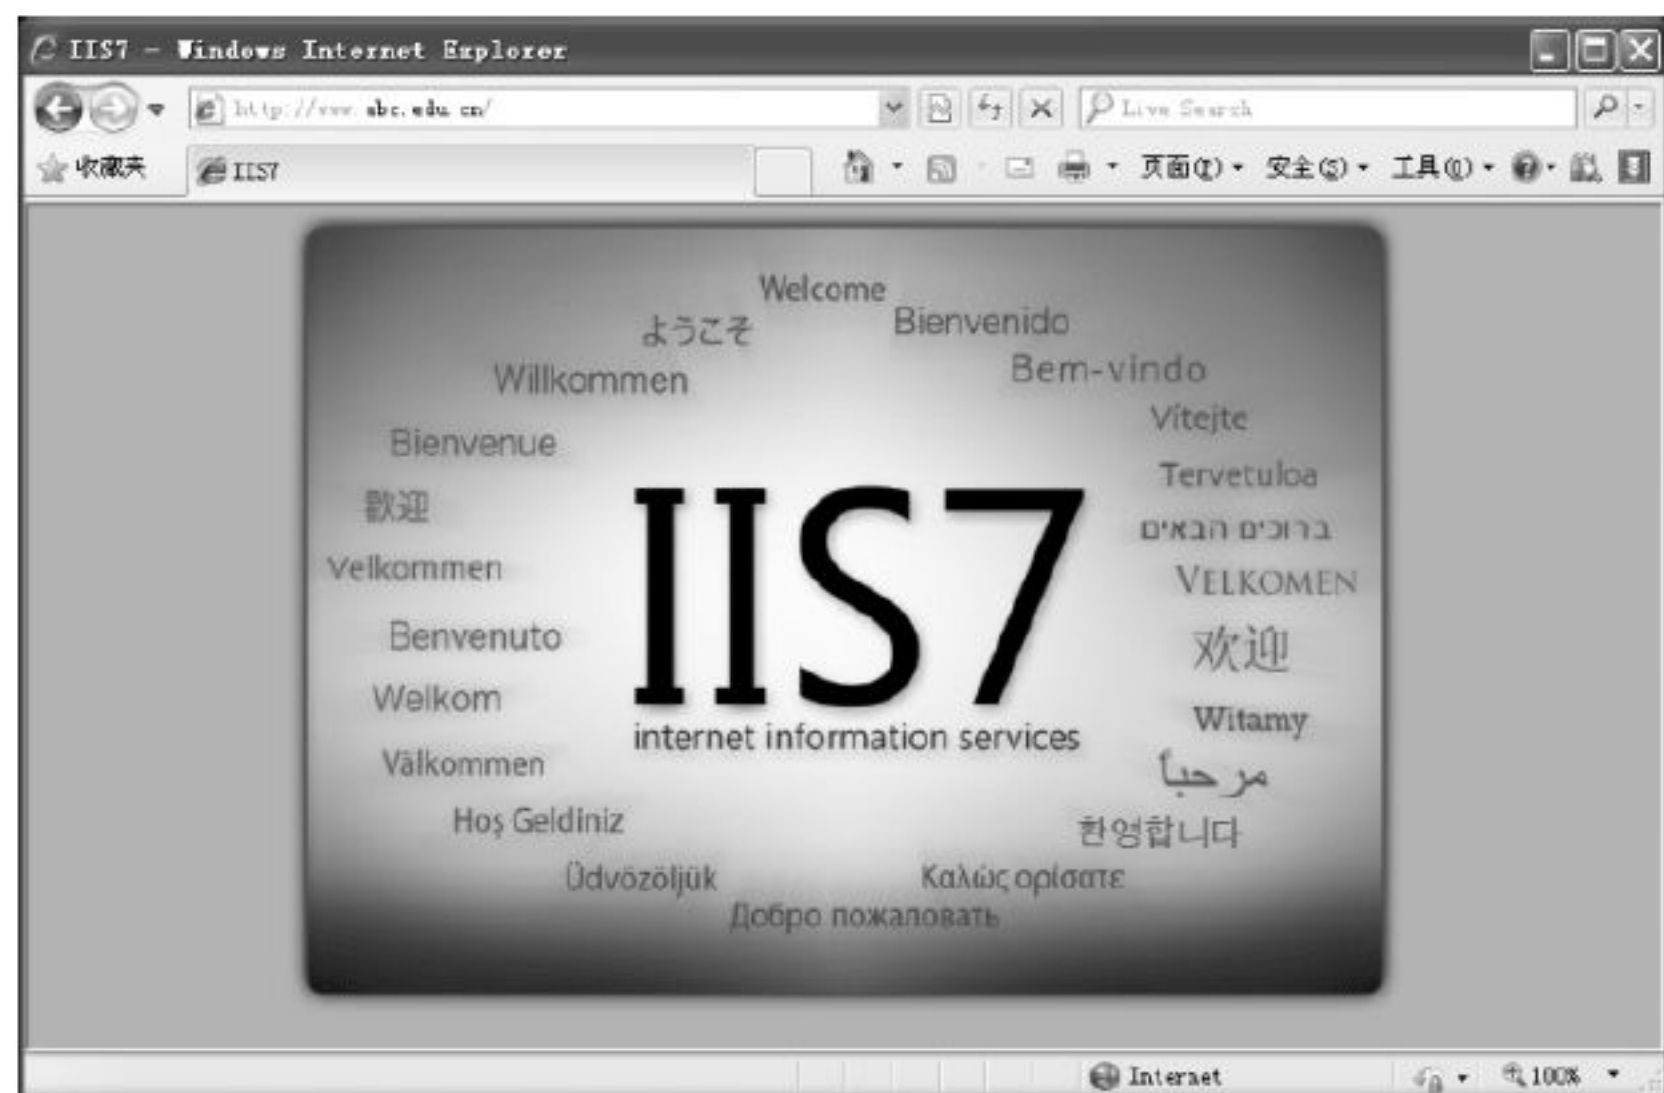 IIS7 - Windows Internet Explorer
http://www.abc.edu.cn/
Live Search
收藏夹
IIS7
页面(P)
安全(S)
工具(O)
Welcome
ようこそ
Bienvenido
Willkommen
Bem-vindo
Vítejte
Bienvenue
Tervetuloa
歡迎
ברוכים הבאים
Velkommen
VELKOMEN
Benvenuto
欢迎
Welkom
Witamy
IIS7
internet information services
Välkommen
مرحباً
Hoş Geldiniz
환영합니다
Üdvözöljük
Καλώς ορίσατε
Добро пожаловать
Internet
100%